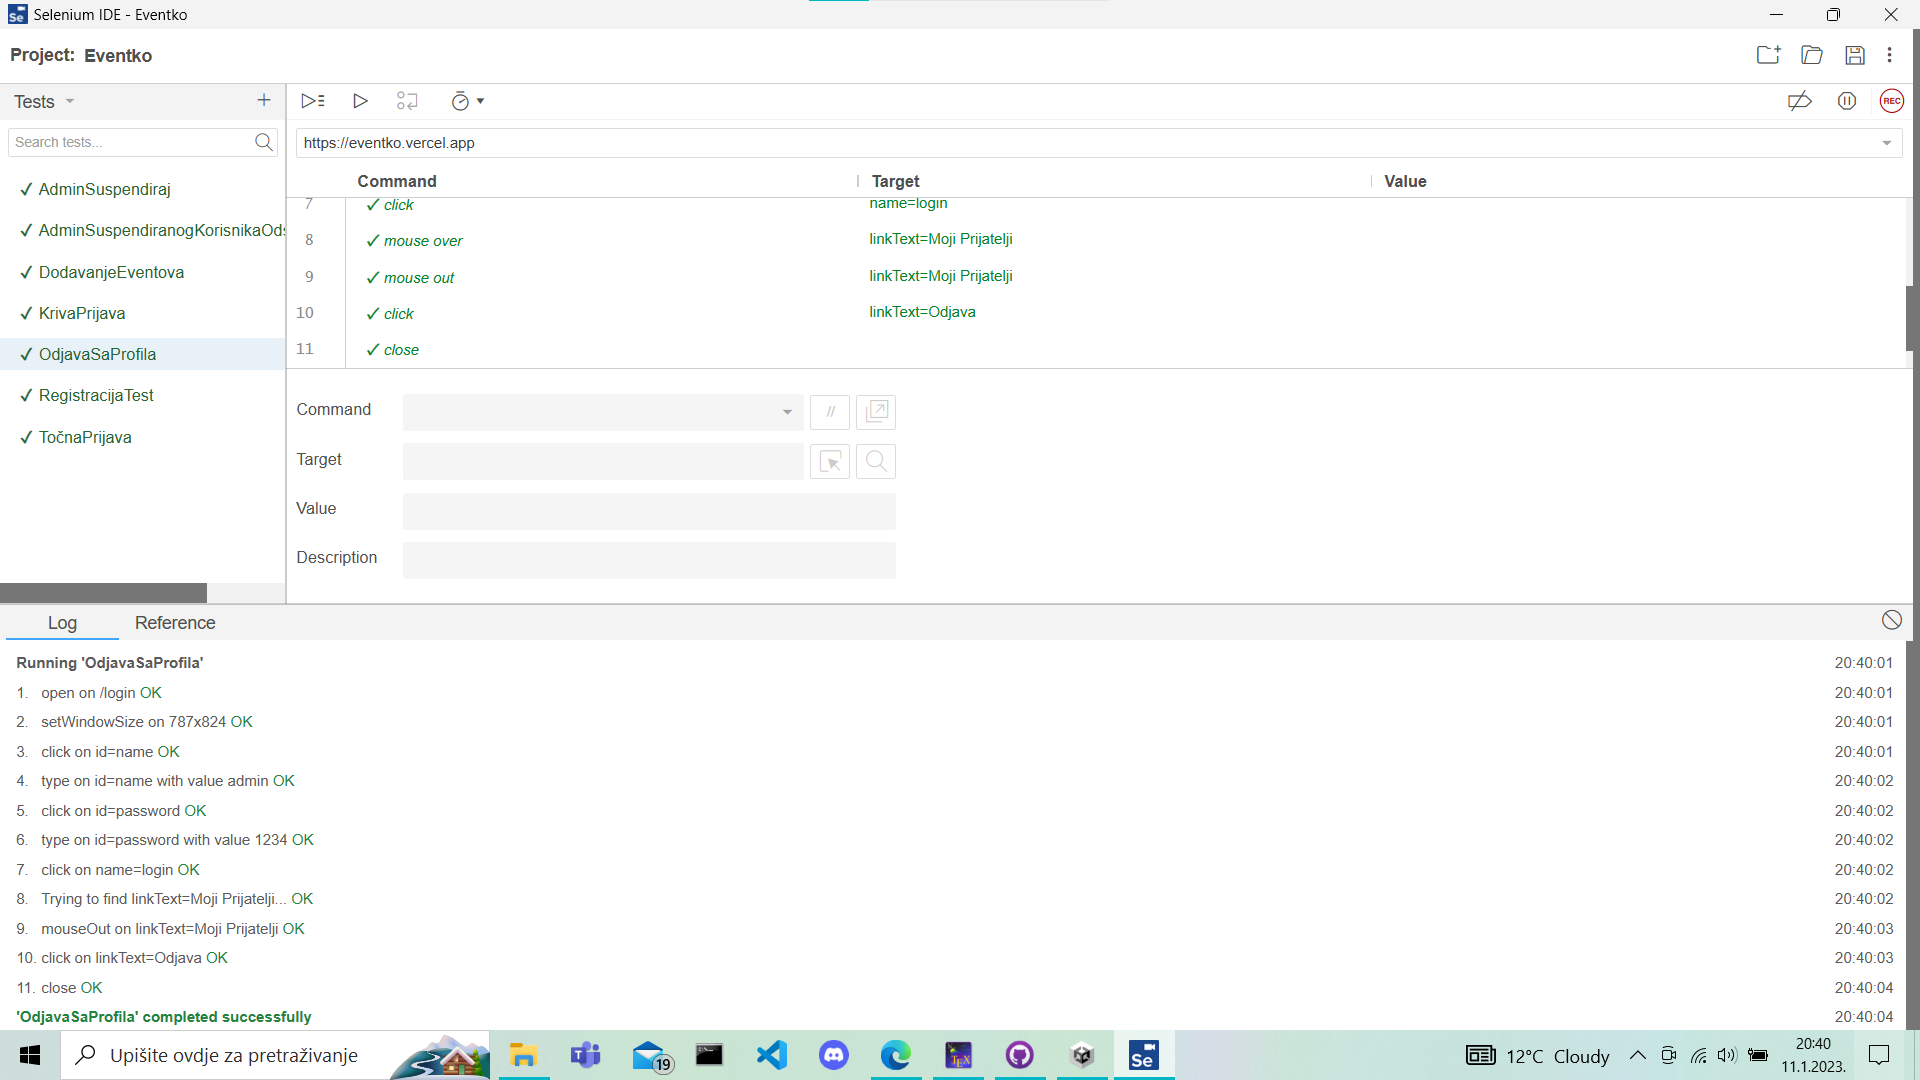 Selenium IDE - Eventko
Project: Eventko
Tests
REC
Search tests...
https://eventko.vercel.app
Command Target Value
✓ AdminSuspendiraj
✓ AdminSuspendiranogKorisnikaOds
✓ DodavanjeEventova
✓ KrivaPrijava
✓ OdjavaSaProfila
✓ RegistracijaTest
✓ TočnaPrijava
7 ✓ click name=login
8 ✓ mouse over linkText=Moji Prijatelji
9 ✓ mouse out linkText=Moji Prijatelji
10 ✓ click linkText=Odjava
11 ✓ close
Command //
Target
Value
Description
Log Reference
Running 'OdjavaSaProfila' 20:40:01
1. open on /login OK 20:40:01
2. setWindowSize on 787x824 OK 20:40:01
3. click on id=name OK 20:40:01
4. type on id=name with value admin OK 20:40:02
5. click on id=password OK 20:40:02
6. type on id=password with value 1234 OK 20:40:02
7. click on name=login OK 20:40:02
8. Trying to find linkText=Moji Prijatelji... OK 20:40:02
9. mouseOut on linkText=Moji Prijatelji OK 20:40:03
10. click on linkText=Odjava OK 20:40:03
11. close OK 20:40:04
'OdjavaSaProfila' completed successfully 20:40:04
Upišite ovdje za pretraživanje
19
TEX
Se
12°C Cloudy
20:40
11.1.2023.